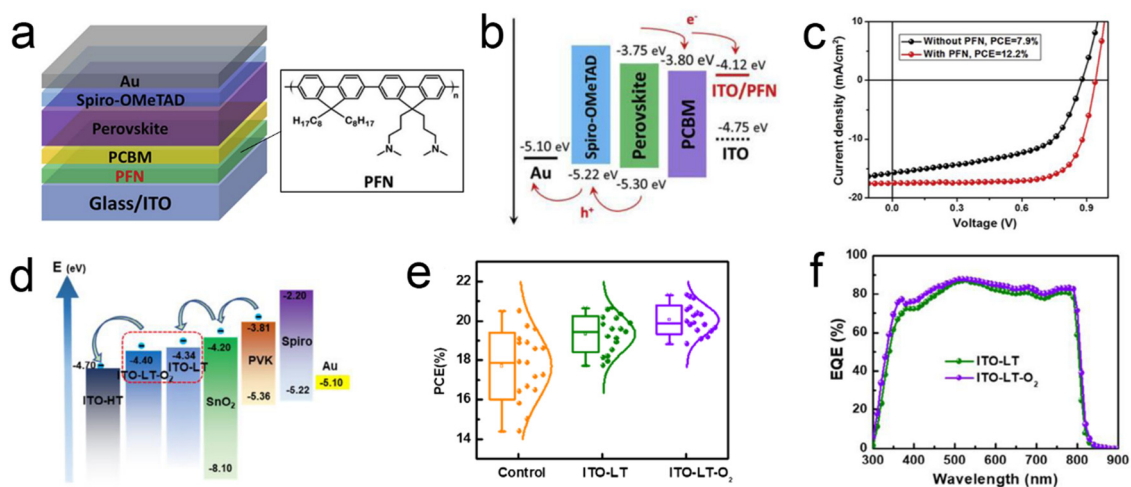 a
Au
Spiro-OMeTAD
Perovskite
PCBM
PFN
Glass/ITO
H17C8
C8H17
N
N
n
PFN
b
e-
-3.75 eV
-3.80 eV
-4.12 eV
ITO/PFN
-4.75 eV
ITO
Spiro-OMeTAD
Perovskite
PCBM
-5.10 eV
Au
-5.22 eV
-5.30 eV
h+
c
Without PFN, PCE=7.9%
With PFN, PCE=12.2%
Current density (mA/cm2)
10
0
-10
-20
0.0
0.3
0.6
0.9
Voltage (V)
d
E (eV)
-2.20
-3.81
-4.20
-4.34
-4.40
-4.70
ITO-LT
ITO-LT-O2
ITO-HT
SnO2
PVK
Spiro
Au
-5.10
-5.22
-5.36
-8.10
e
PCE(%)
22
20
18
16
14
Control
ITO-LT
ITO-LT-O2
f
EQE (%)
100
80
60
40
20
0
ITO-LT
ITO-LT-O2
300 400 500 600 700 800 900
Wavelength (nm)